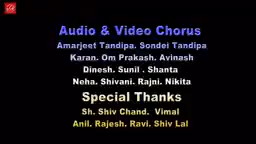 Audio & Video Chorus
Amarjeet Tandipa. Sondei Tandipa
Karan. Om Prakash. Avinash
Dinesh. Sunil . Shanta
Neha. Shivani. Rajni. Nikita
Special Thanks
Sh. Shiv Chand. Vimal
Anil. Rajesh. Ravi. Shiv Lal